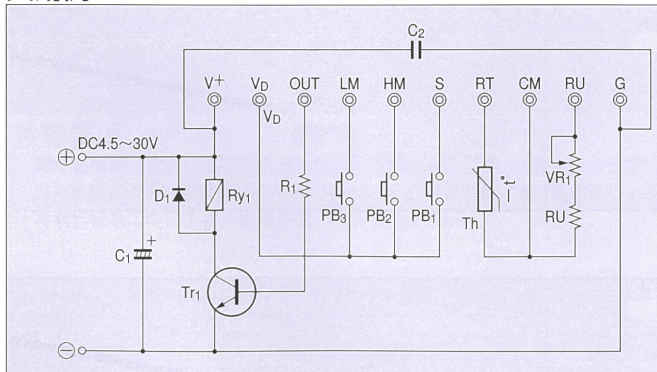 C2
V+ VD OUT LM HM S RT CM RU G
VD
DC4.5～30V
⊕
D1 Ry1 R1 PB3 PB2 PB1 Th -t° VR1
RU
C1 +
Tr1
⊖